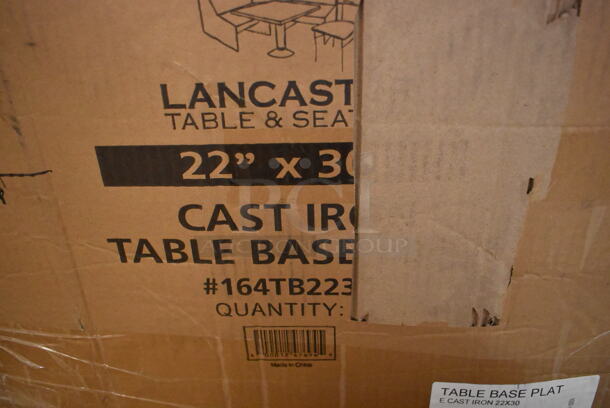 LANCAST
TABLE & SEAT
22" x 30
CAST IRO
TABLE BASE
#164TB223
QUANTITY:
Made in China
TABLE BASE PLAT
E CAST IRON 22X30